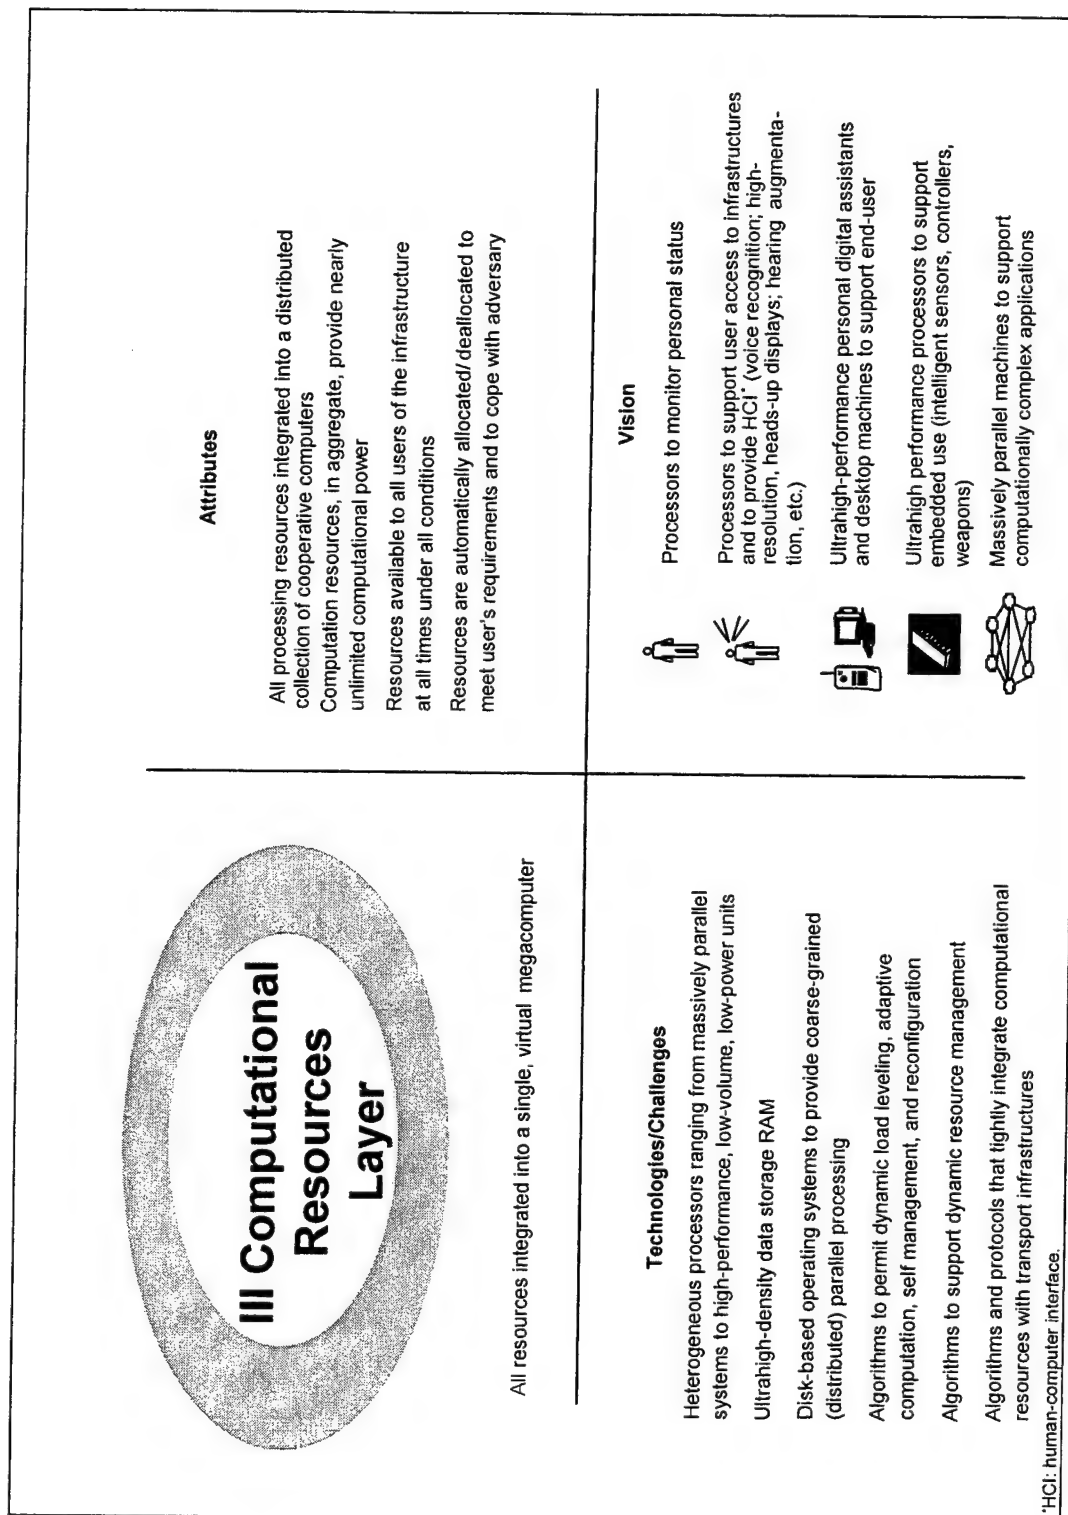 III Computational
Resources
Layer
All resources integrated into a single, virtual megacomputer
Attributes
All processing resources integrated into a distributed
collection of cooperative computers
Computation resources, in aggregate, provide nearly
unlimited computational power
Resources available to all users of the infrastructure
at all times under all conditions
Resources are automatically allocated/deallocated to
meet user's requirements and to cope with adversary
Technologies/Challenges
Heterogeneous processors ranging from massively parallel
systems to high-performance, low-volume, low-power units
Ultrahigh-density data storage RAM
Disk-based operating systems to provide coarse-grained
(distributed) parallel processing
Algorithms to permit dynamic load leveling, adaptive
computation, self management, and reconfiguration
Algorithms to support dynamic resource management
Algorithms and protocols that tightly integrate computational
resources with transport infrastructures
Vision
Processors to monitor personal status
Processors to support user access to infrastructures
and to provide HCI* (voice recognition; high-
resolution, heads-up displays; hearing augmenta-
tion, etc.)
Ultrahigh-performance personal digital assistants
and desktop machines to support end-user
Ultrahigh performance processors to support
embedded use (intelligent sensors, controllers,
weapons)
Massively parallel machines to support
computationally complex applications
*HCI: human-computer interface.